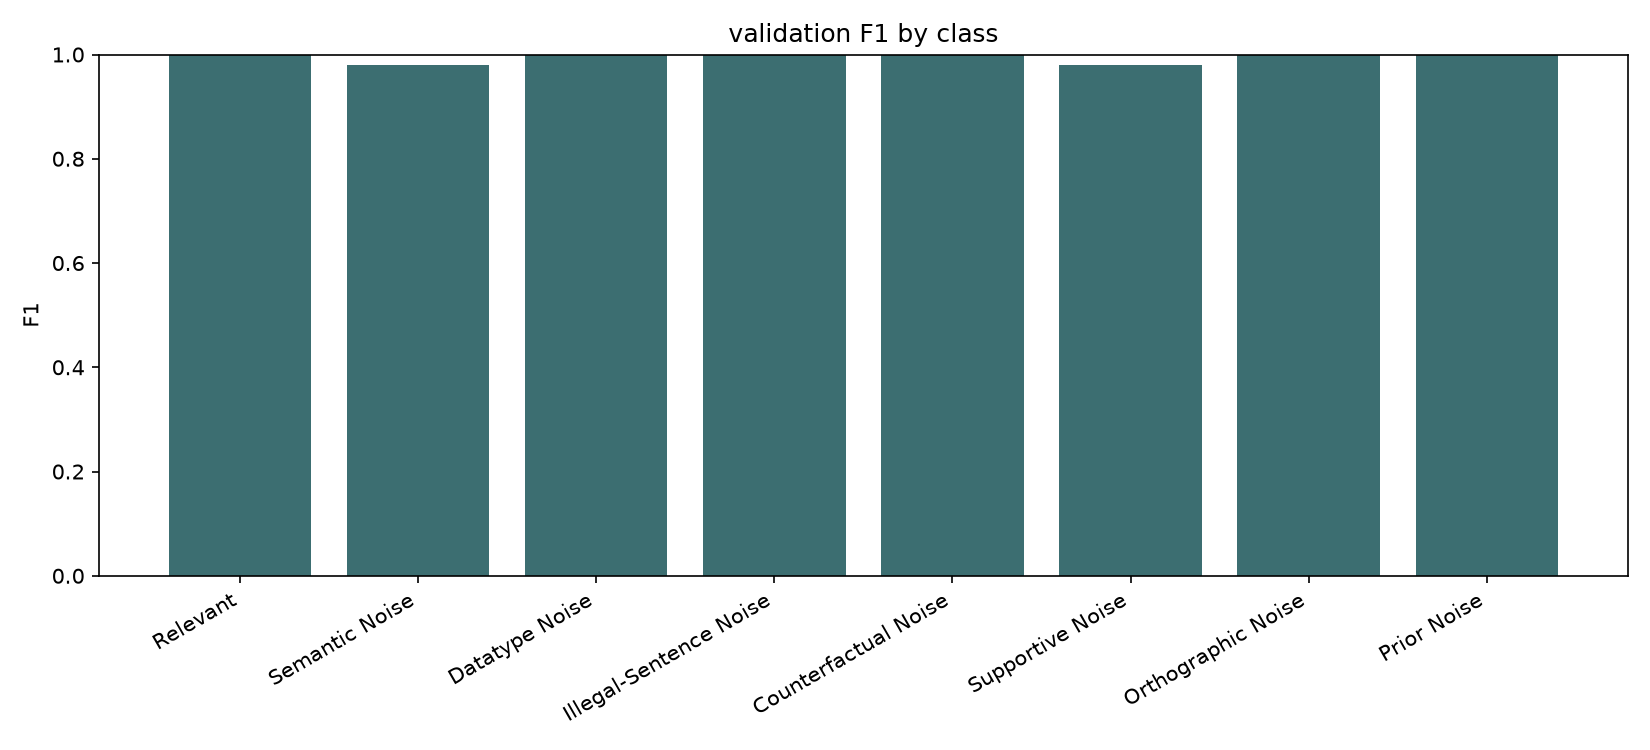 validation F1 by class
1.0
0.8
0.6
0.4
0.2
0.0
F1
Relevant
Semantic Noise
Datatype Noise
Illegal-Sentence Noise
Counterfactual Noise
Supportive Noise
Orthographic Noise
Prior Noise